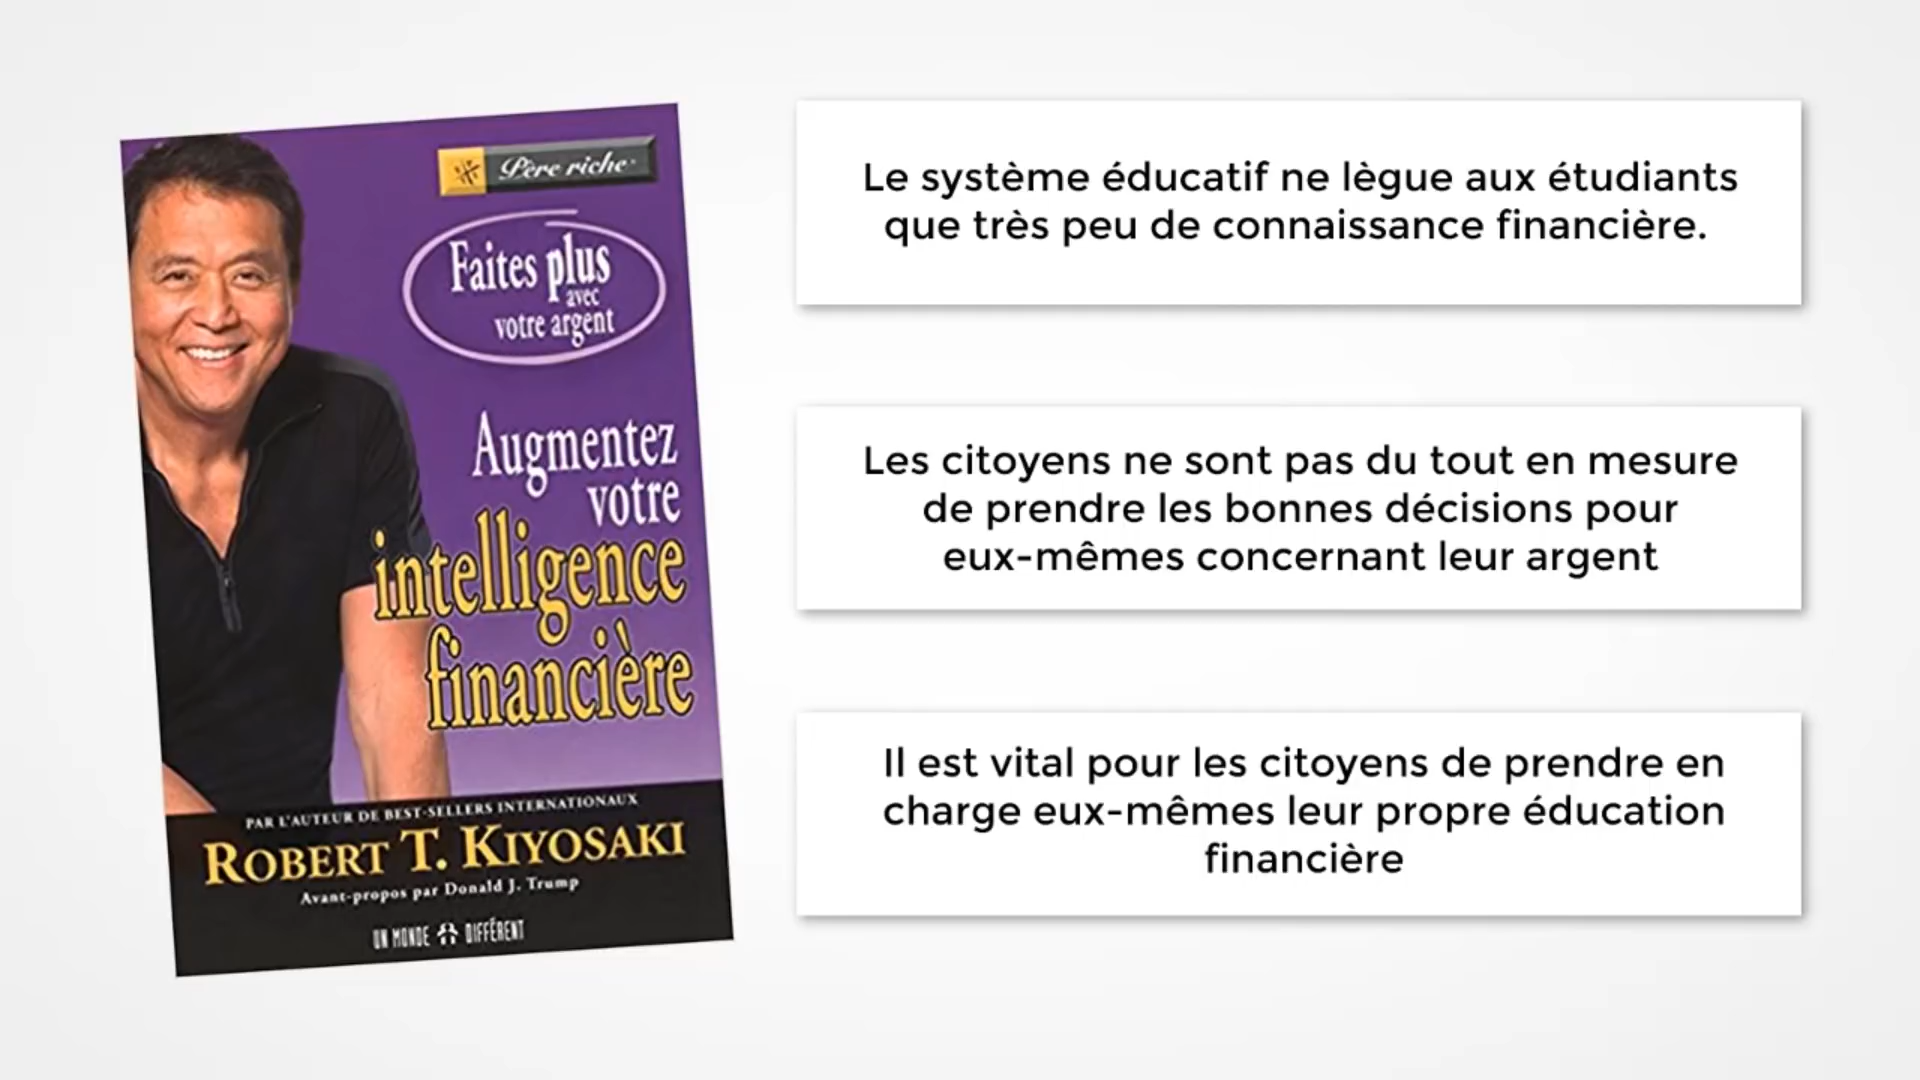 Père riche
Faites plus
avec
votre argent
Augmentez
votre
intelligence
financière
PAR L'AUTEUR DE BEST-SELLERS INTERNATIONAUX
ROBERT T. KIYOSAKI
Avant-propos par Donald J. Trump
UN MONDE DIFFÉRENT
Le système éducatif ne lègue aux étudiants
que très peu de connaissance financière.
Les citoyens ne sont pas du tout en mesure
de prendre les bonnes décisions pour
eux-mêmes concernant leur argent
Il est vital pour les citoyens de prendre en
charge eux-mêmes leur propre éducation
financière